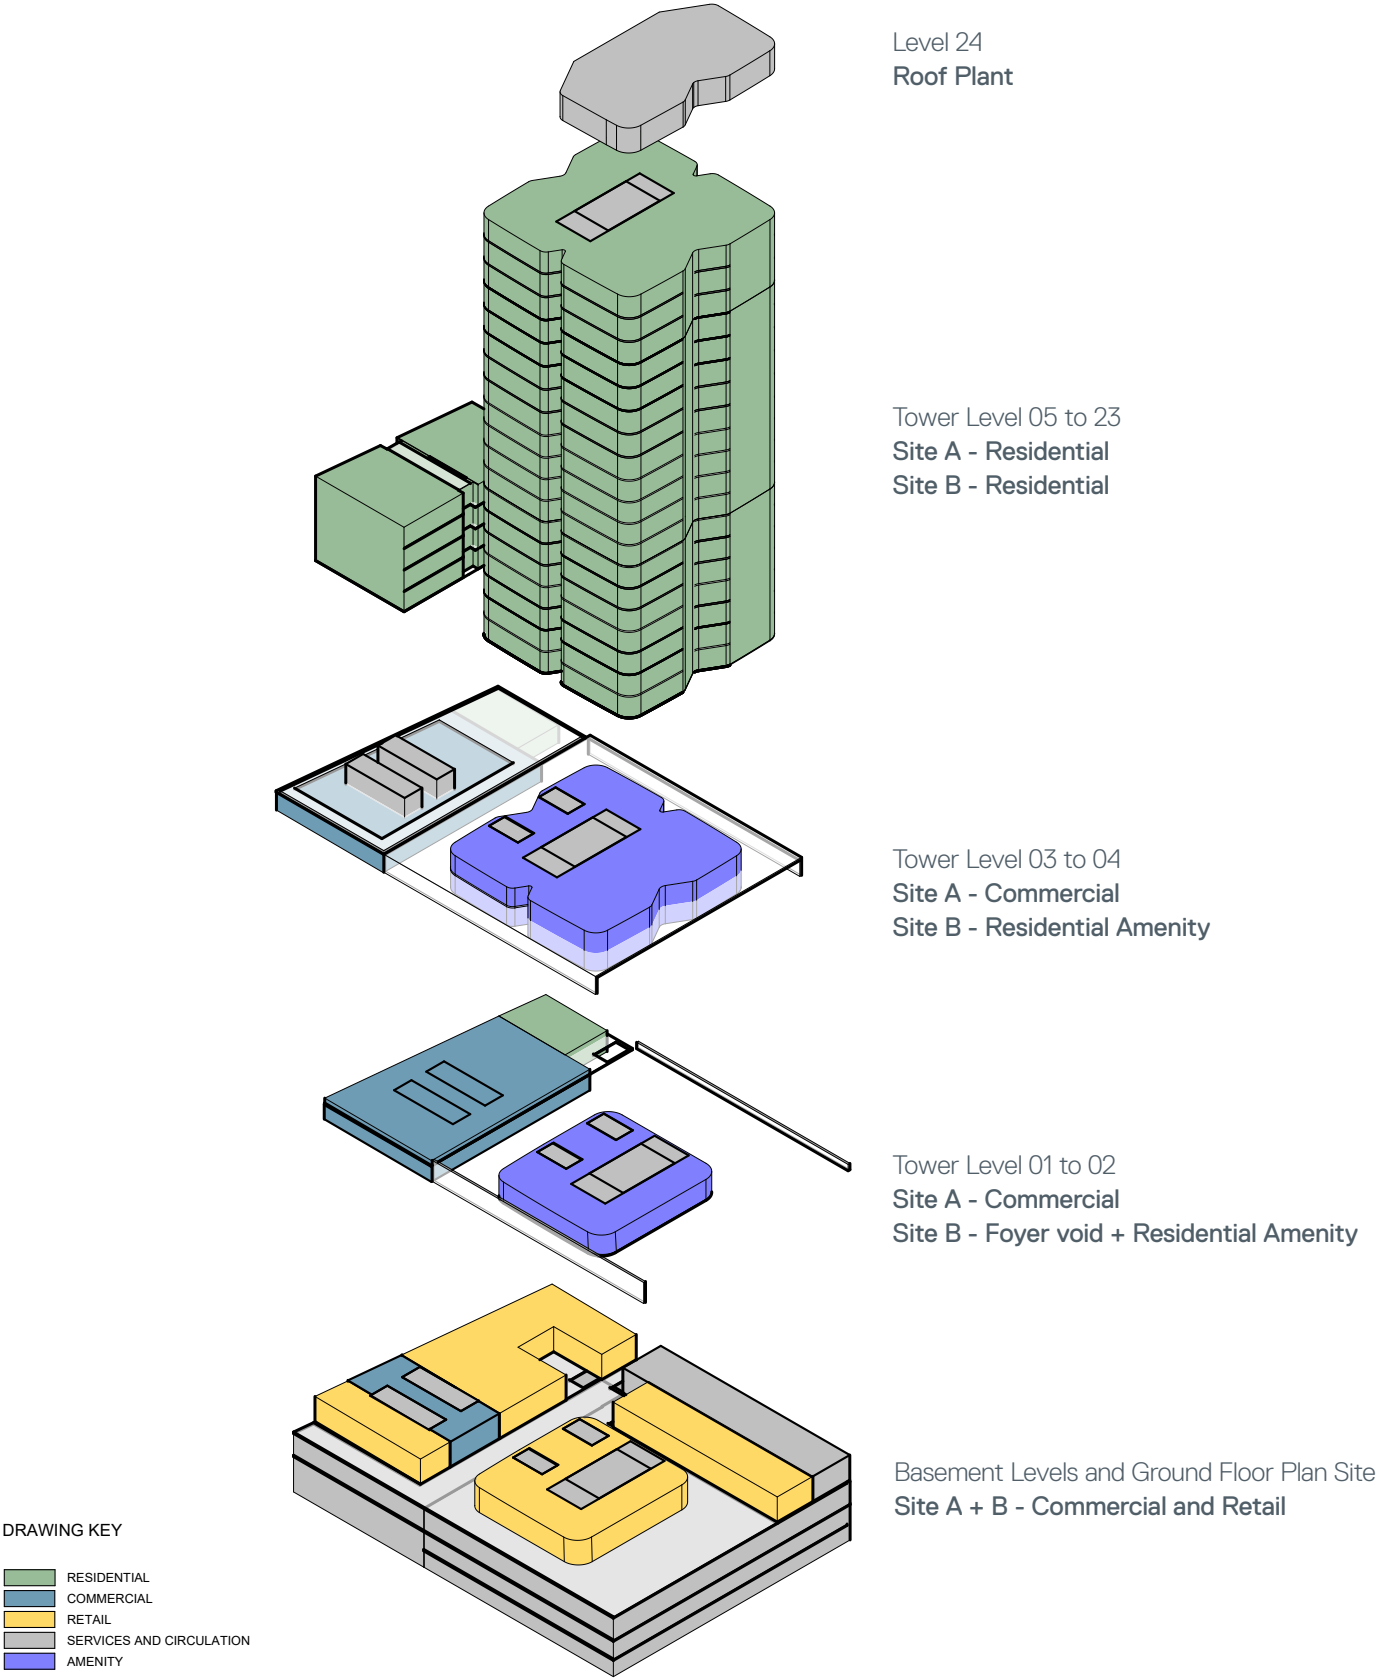 Level 24
Roof Plant
Tower Level 05 to 23
Site A - Residential
Site B - Residential
Tower Level 03 to 04
Site A - Commercial
Site B - Residential Amenity
Tower Level 01 to 02
Site A - Commercial
Site B - Foyer void + Residential Amenity
Basement Levels and Ground Floor Plan Site
Site A + B - Commercial and Retail
DRAWING KEY
RESIDENTIAL
COMMERCIAL
RETAIL
SERVICES AND CIRCULATION
AMENITY